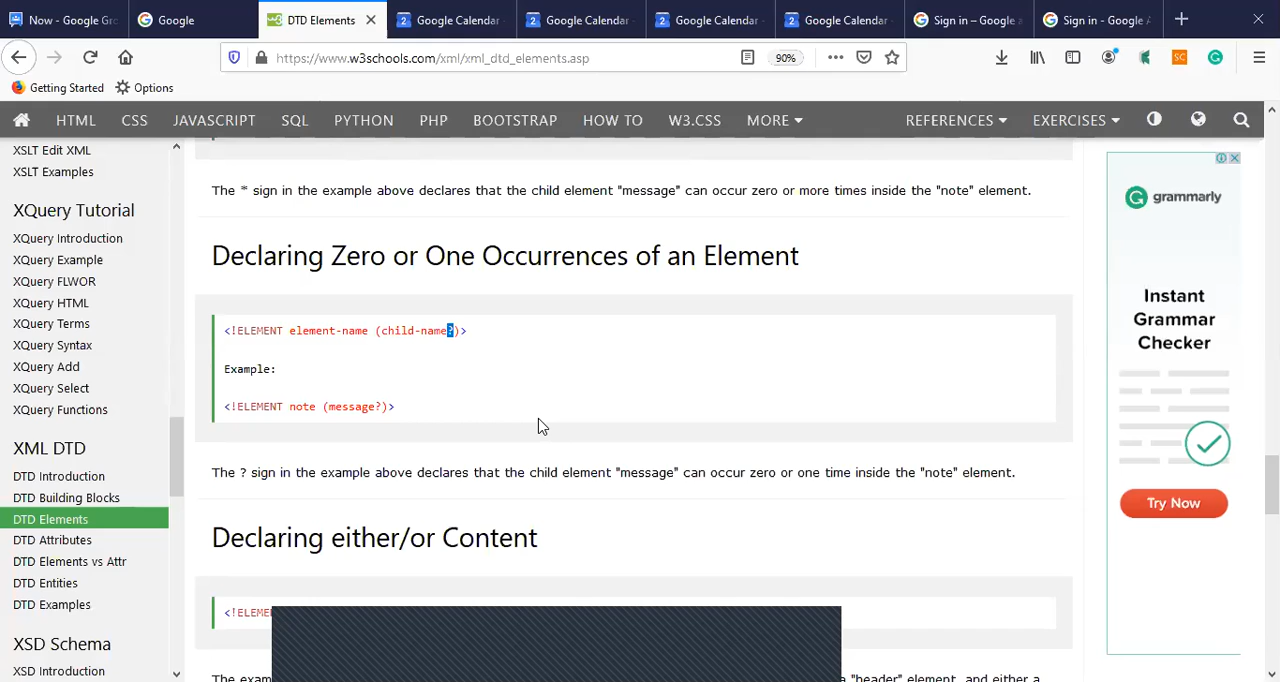 Now - Google Gro
Google
DTD Elements
Google Calendar
Google Calendar
Google Calendar
Google Calendar
Sign in – Google a
Sign in - Google A
https://www.w3schools.com/xml/xml_dtd_elements.asp
90%
Getting Started
Options
HTML
CSS
JAVASCRIPT
SQL
PYTHON
PHP
BOOTSTRAP
HOW TO
W3.CSS
MORE
REFERENCES
EXERCISES
XSLT Edit XML
XSLT Examples
XQuery Tutorial
XQuery Introduction
XQuery Example
XQuery FLWOR
XQuery HTML
XQuery Terms
XQuery Syntax
XQuery Add
XQuery Select
XQuery Functions
XML DTD
DTD Introduction
DTD Building Blocks
DTD Elements
DTD Attributes
DTD Elements vs Attr
DTD Entities
DTD Examples
XSD Schema
XSD Introduction
The * sign in the example above declares that the child element "message" can occur zero or more times inside the "note" element.
Declaring Zero or One Occurrences of an Element
<!ELEMENT element-name (child-name?)>
Example:
<!ELEMENT note (message?)>
The ? sign in the example above declares that the child element "message" can occur zero or one time inside the "note" element.
Declaring either/or Content
<!ELEME
The exam
a "header" element, and either a
grammarly
Instant
Grammar
Checker
Try Now